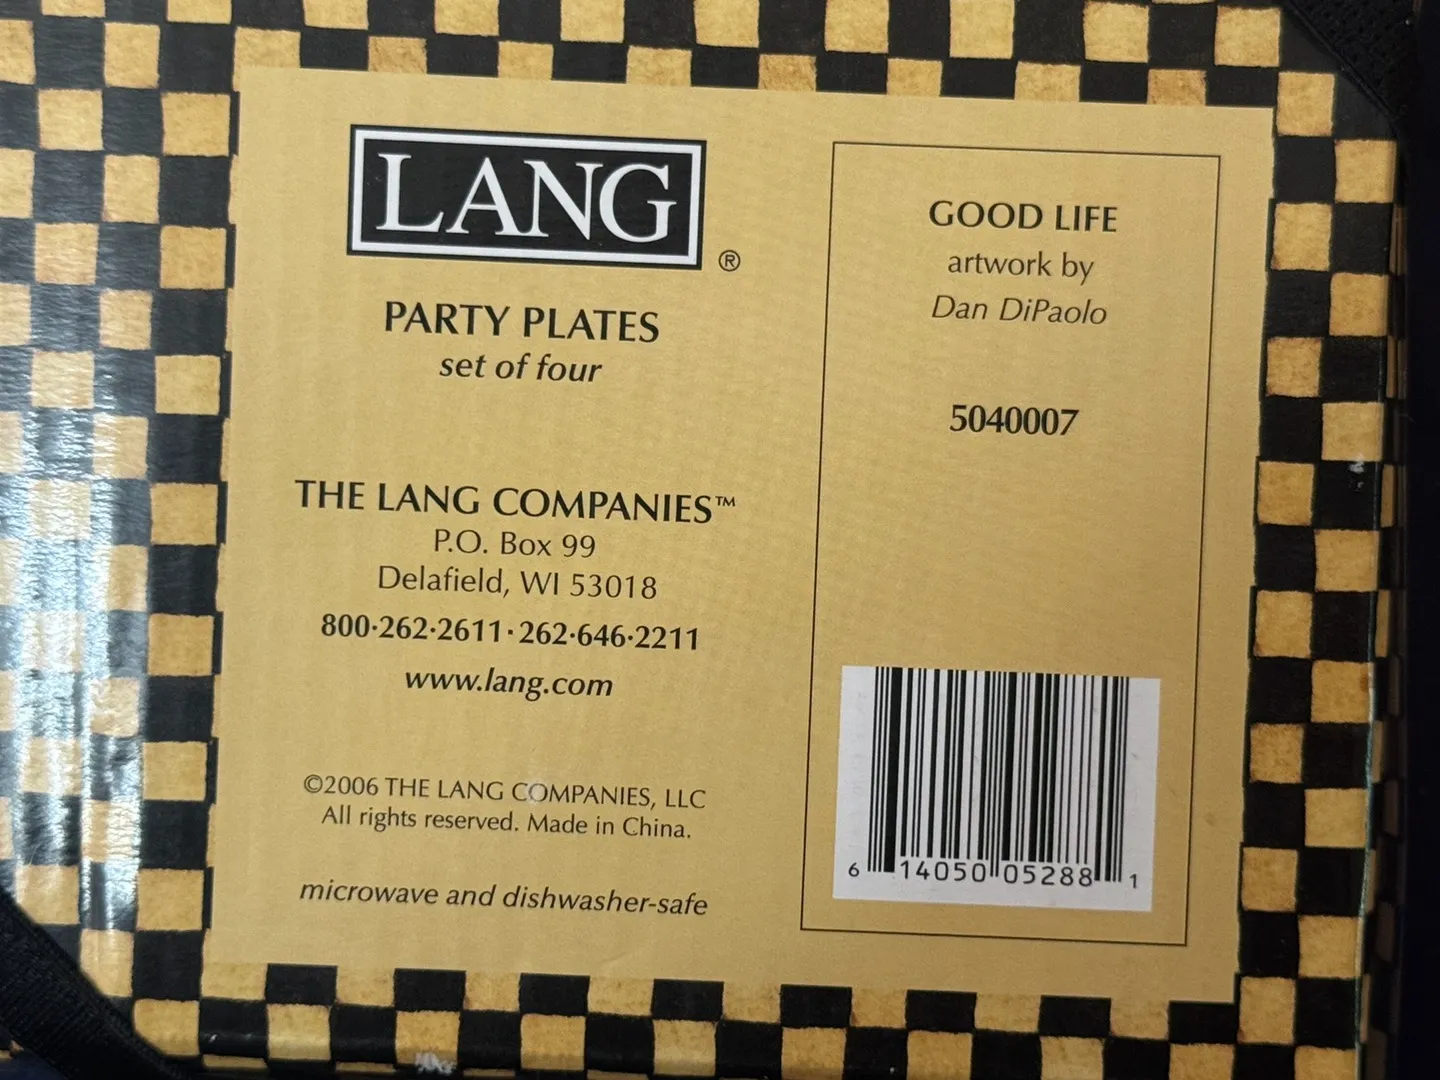 LANG
®
PARTY PLATES
set of four
THE LANG COMPANIES™
P.O. Box 99
Delafield, WI 53018
800·262·2611 · 262·646·2211
www.lang.com
©2006 THE LANG COMPANIES, LLC
All rights reserved. Made in China.
microwave and dishwasher-safe
GOOD LIFE
artwork by
Dan DiPaolo
5040007
6 14050 05288 1